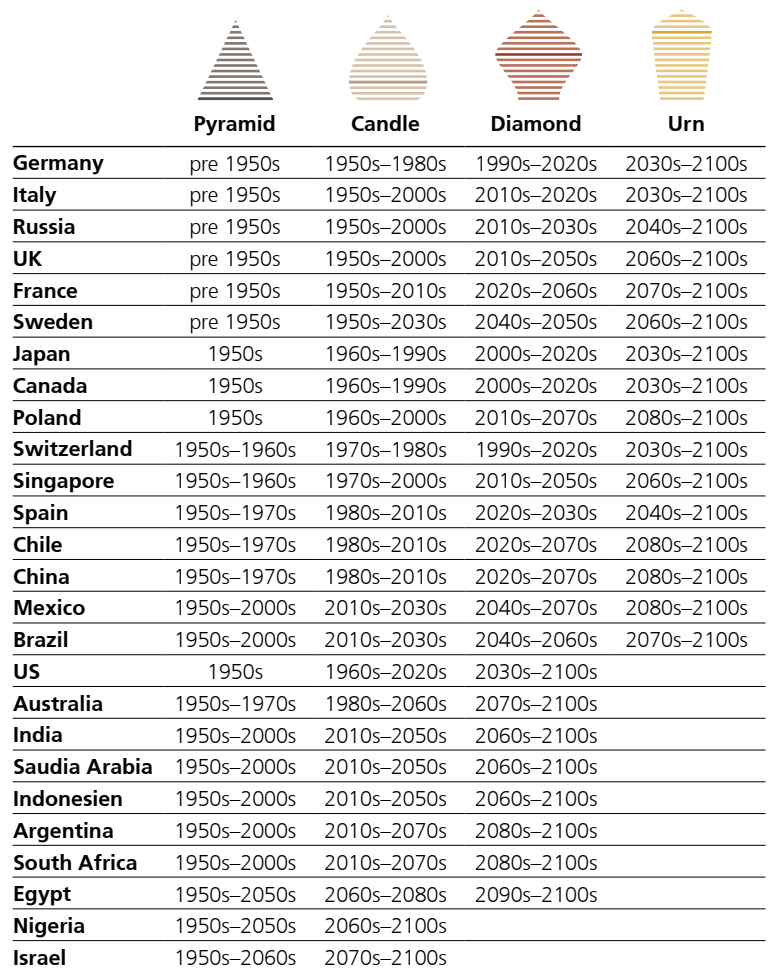 Pyramid Candle Diamond Urn
Germany pre 1950s 1950s–1980s 1990s–2020s 2030s–2100s
Italy pre 1950s 1950s–2000s 2010s–2020s 2030s–2100s
Russia pre 1950s 1950s–2000s 2010s–2030s 2040s–2100s
UK pre 1950s 1950s–2000s 2010s–2050s 2060s–2100s
France pre 1950s 1950s–2010s 2020s–2060s 2070s–2100s
Sweden pre 1950s 1950s–2030s 2040s–2050s 2060s–2100s
Japan 1950s 1960s–1990s 2000s–2020s 2030s–2100s
Canada 1950s 1960s–1990s 2000s–2020s 2030s–2100s
Poland 1950s 1960s–2000s 2010s–2070s 2080s–2100s
Switzerland 1950s–1960s 1970s–1980s 1990s–2020s 2030s–2100s
Singapore 1950s–1960s 1970s–2000s 2010s–2050s 2060s–2100s
Spain 1950s–1970s 1980s–2010s 2020s–2030s 2040s–2100s
Chile 1950s–1970s 1980s–2010s 2020s–2070s 2080s–2100s
China 1950s–1970s 1980s–2010s 2020s–2070s 2080s–2100s
Mexico 1950s–2000s 2010s–2030s 2040s–2070s 2080s–2100s
Brazil 1950s–2000s 2010s–2030s 2040s–2060s 2070s–2100s
US 1950s 1960s–2020s 2030s–2100s
Australia 1950s–1970s 1980s–2060s 2070s–2100s
India 1950s–2000s 2010s–2050s 2060s–2100s
Saudia Arabia 1950s–2000s 2010s–2050s 2060s–2100s
Indonesien 1950s–2000s 2010s–2050s 2060s–2100s
Argentina 1950s–2000s 2010s–2070s 2080s–2100s
South Africa 1950s–2000s 2010s–2070s 2080s–2100s
Egypt 1950s–2050s 2060s–2080s 2090s–2100s
Nigeria 1950s–2050s 2060s–2100s
Israel 1950s–2060s 2070s–2100s